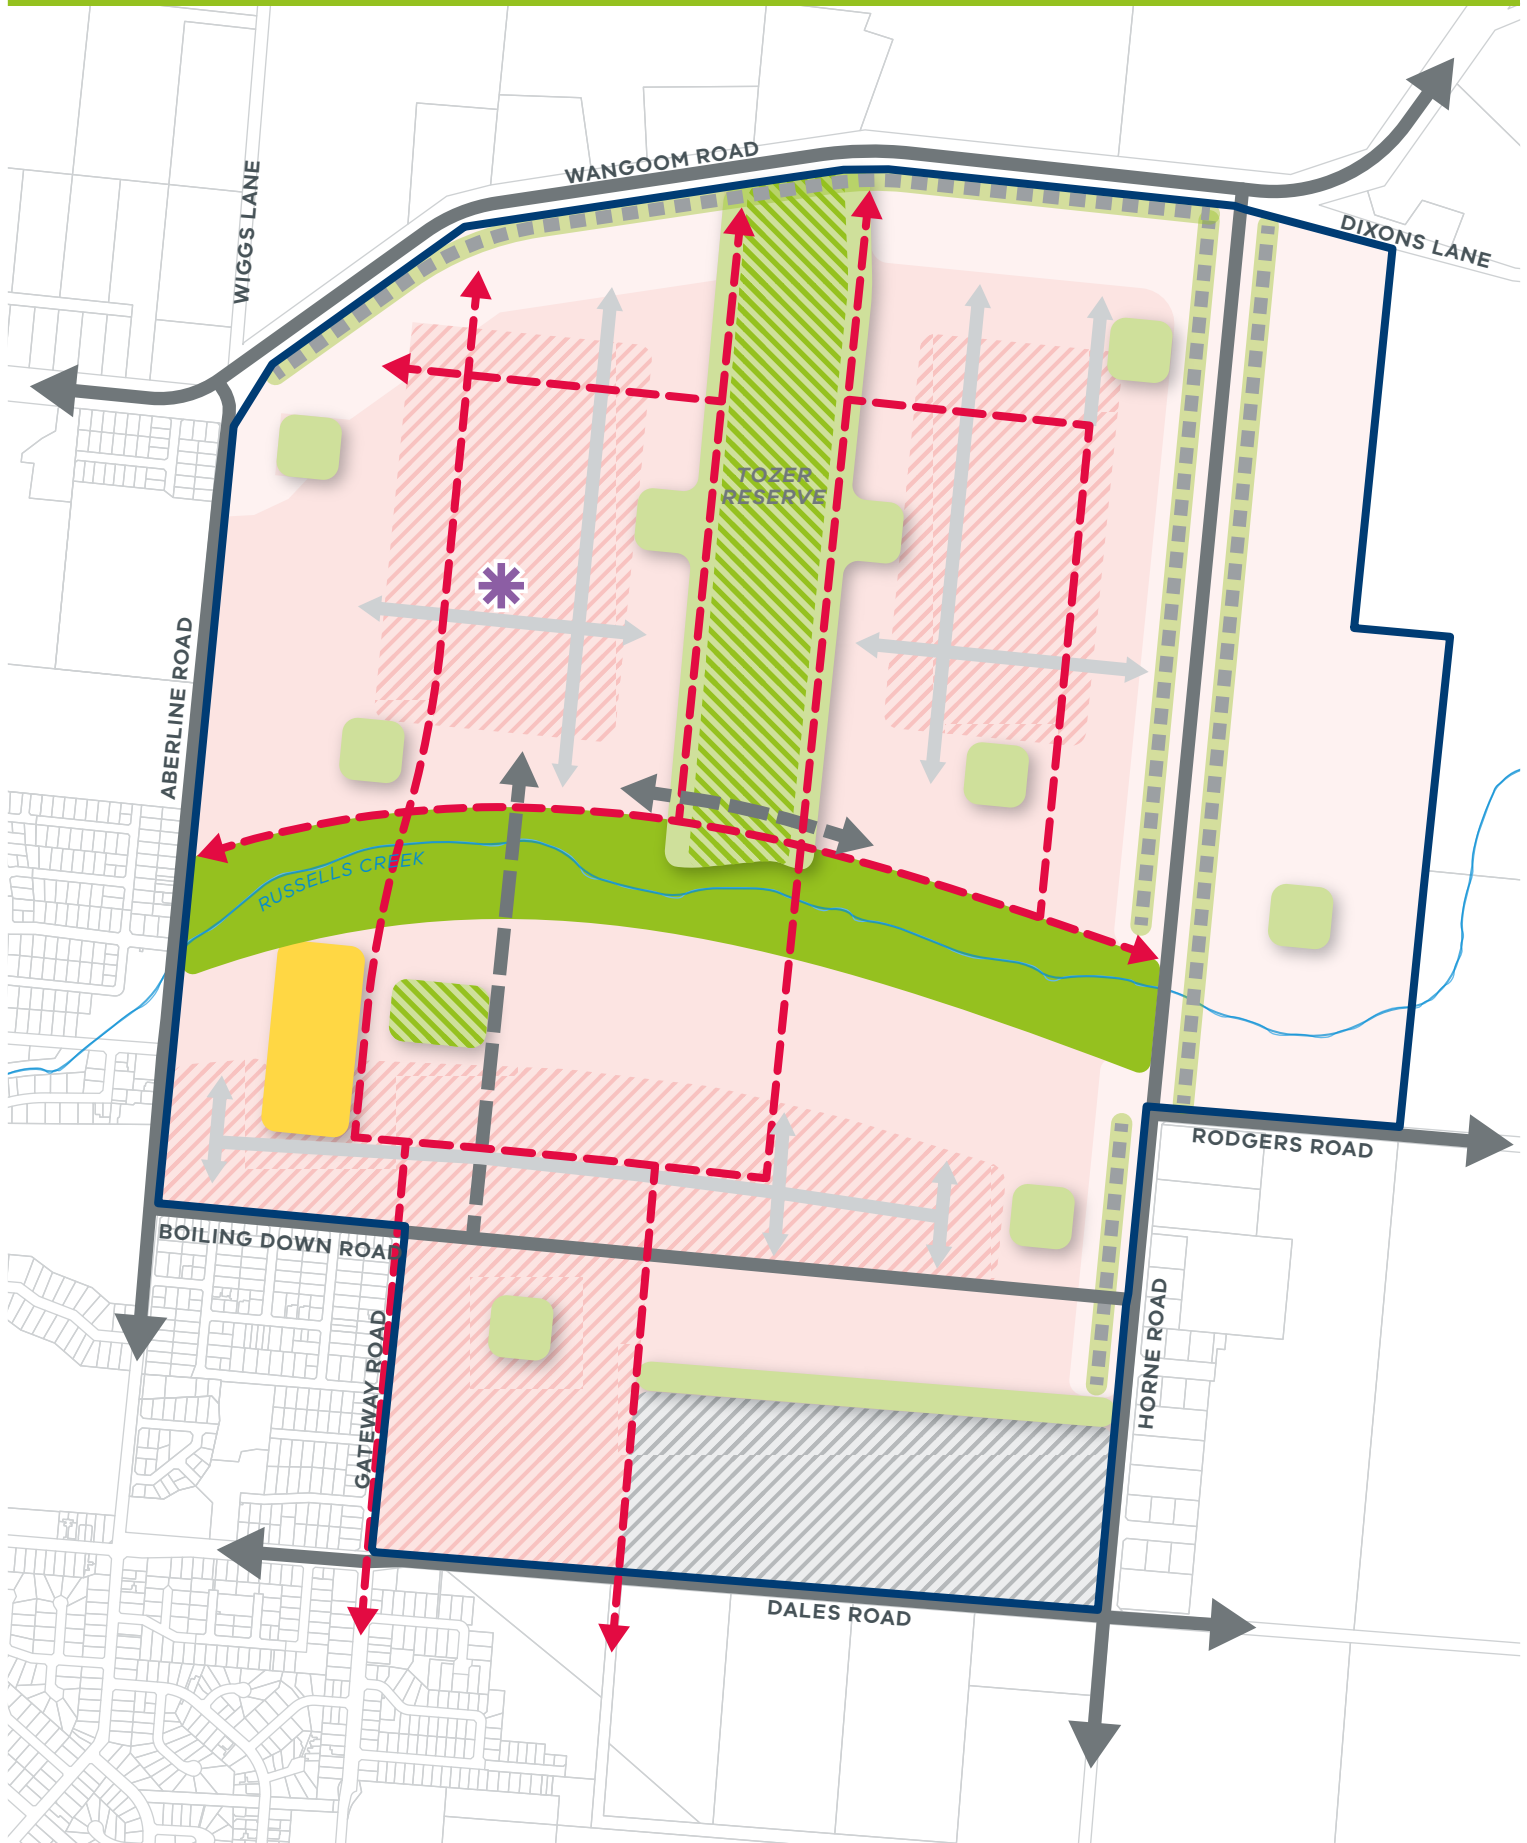 WANGOOM ROAD
WIGGS LANE
DIXONS LANE
TOZER
RESERVE
ABERLINE ROAD
RUSSELLS CREEK
RODGERS ROAD
BOILING DOWN ROAD
HORNE ROAD
GATEWAY ROAD
DALES ROAD